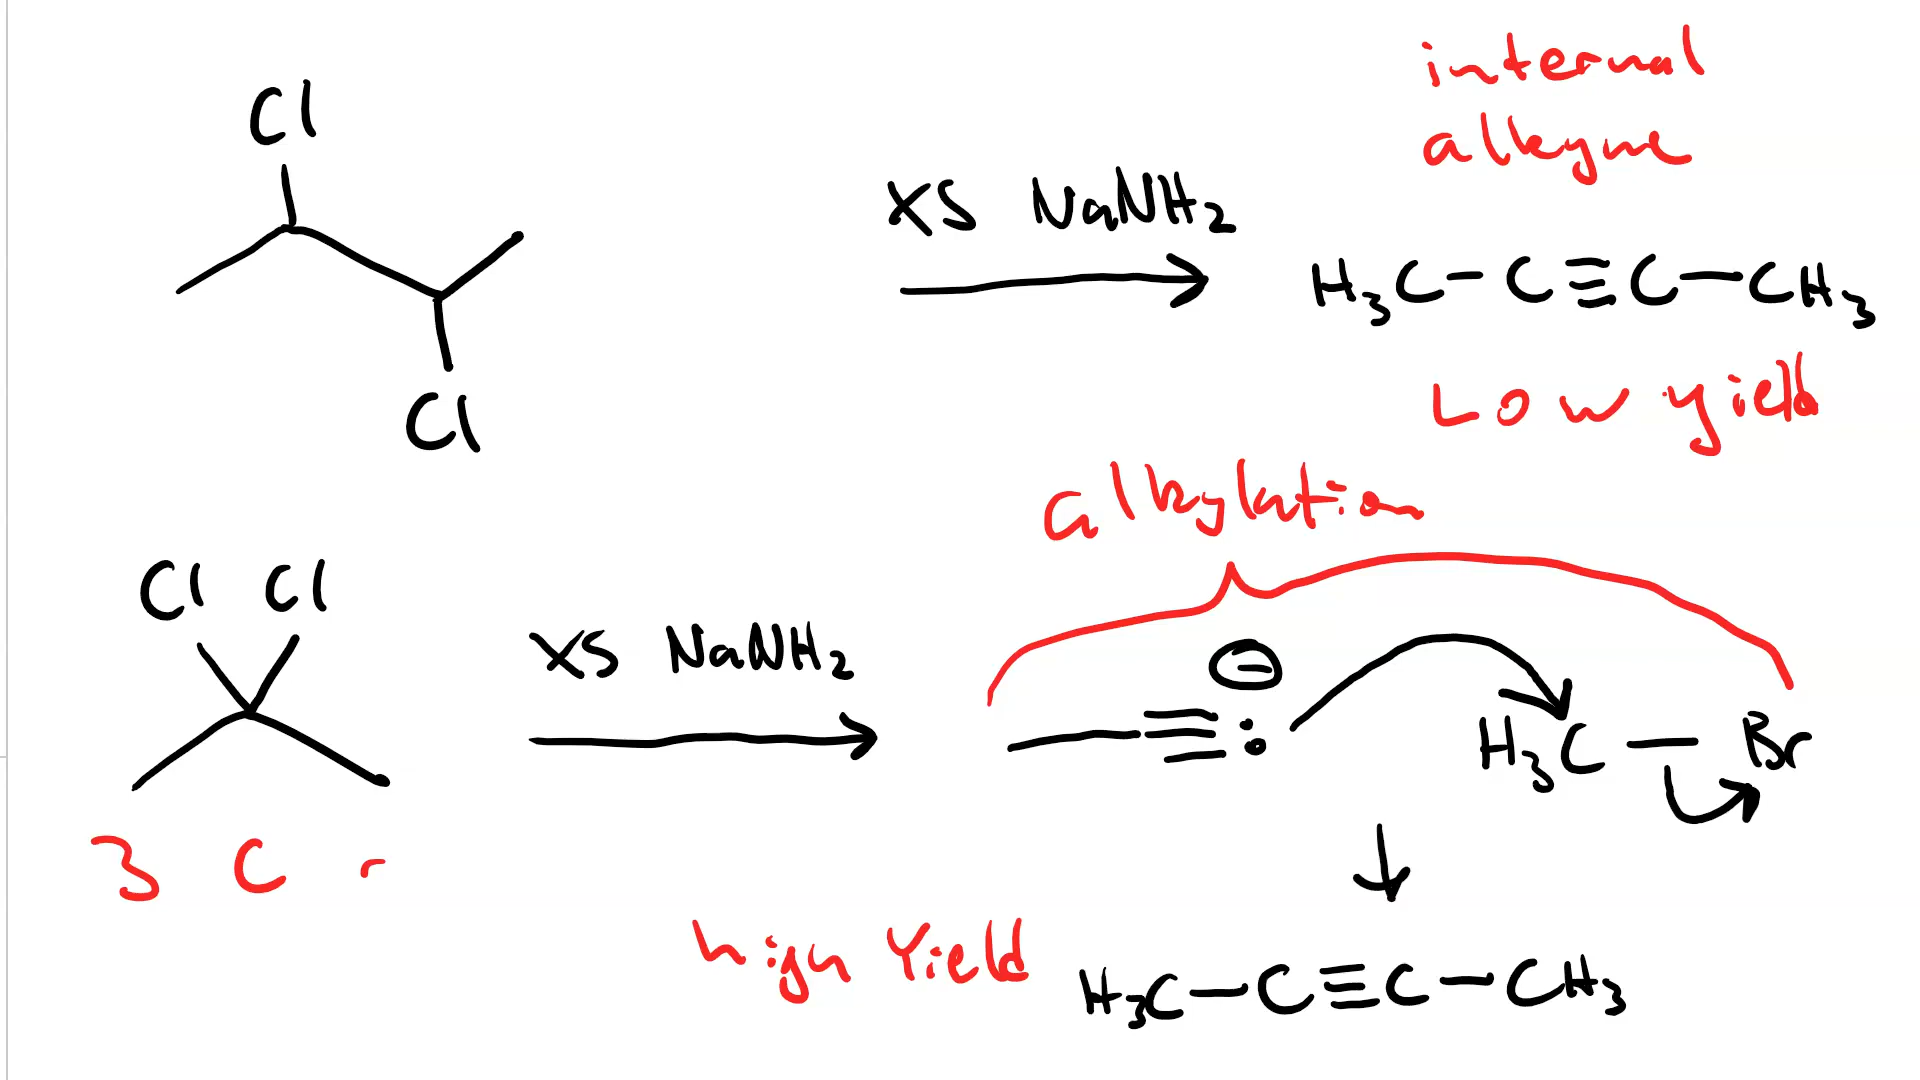 internal
alkyne
Cl
XS NaNH₂
H₃C-C≡C-CH₃
Cl
Low yield
alkylation
Cl Cl
XS NaNH₂
⊖
≡:
H₃C-Br
3 C
high Yield
H₃C-C≡C-CH₃